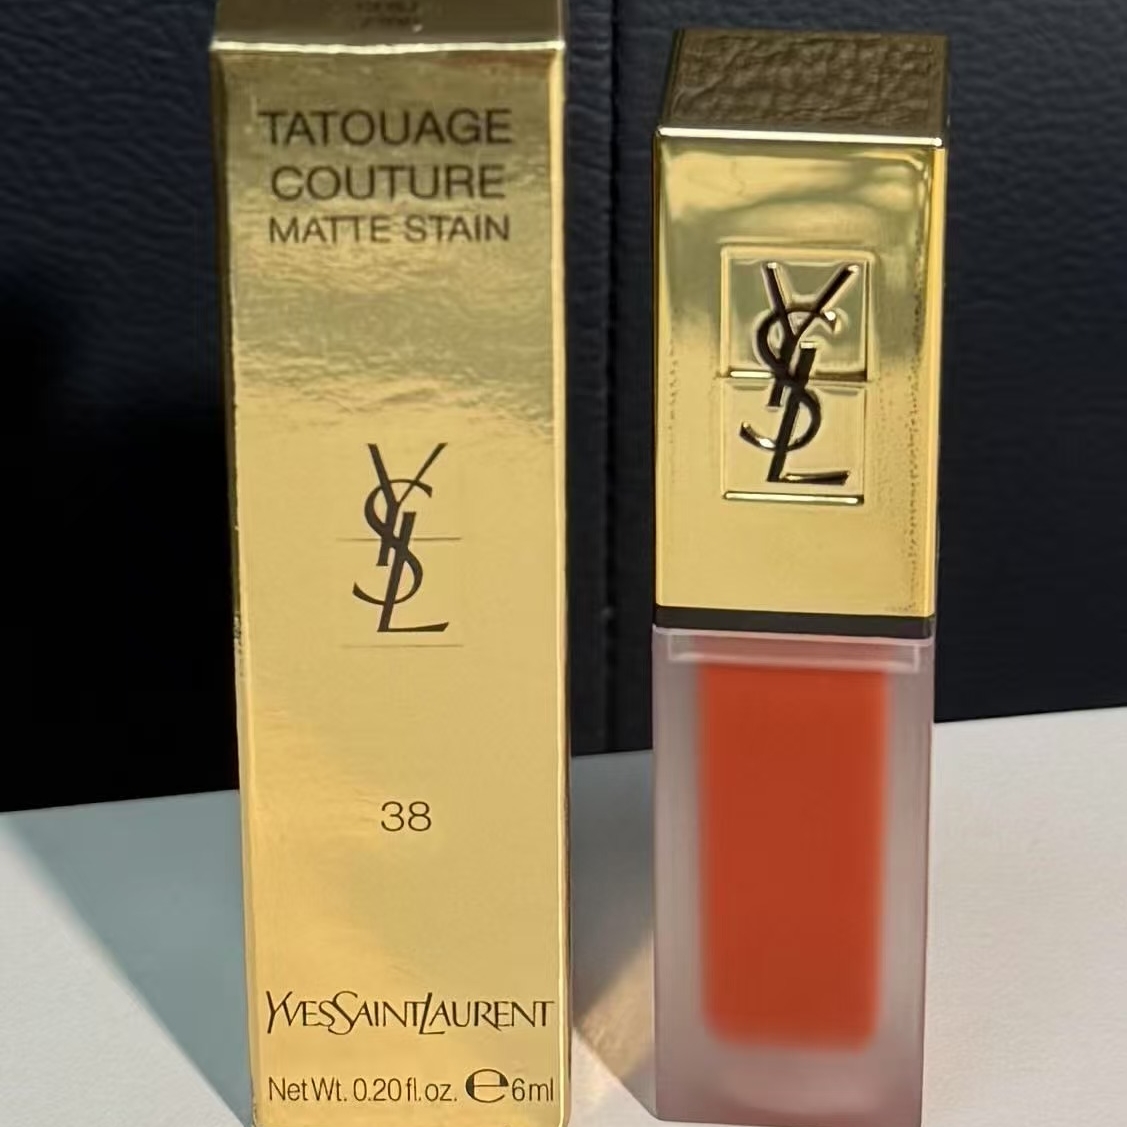 TATOUAGE
COUTURE
MATTE STAIN
YSL
38
YVESSAINTLAURENT
Net Wt. 0.20 fl. oz. ℮ 6ml
YSL